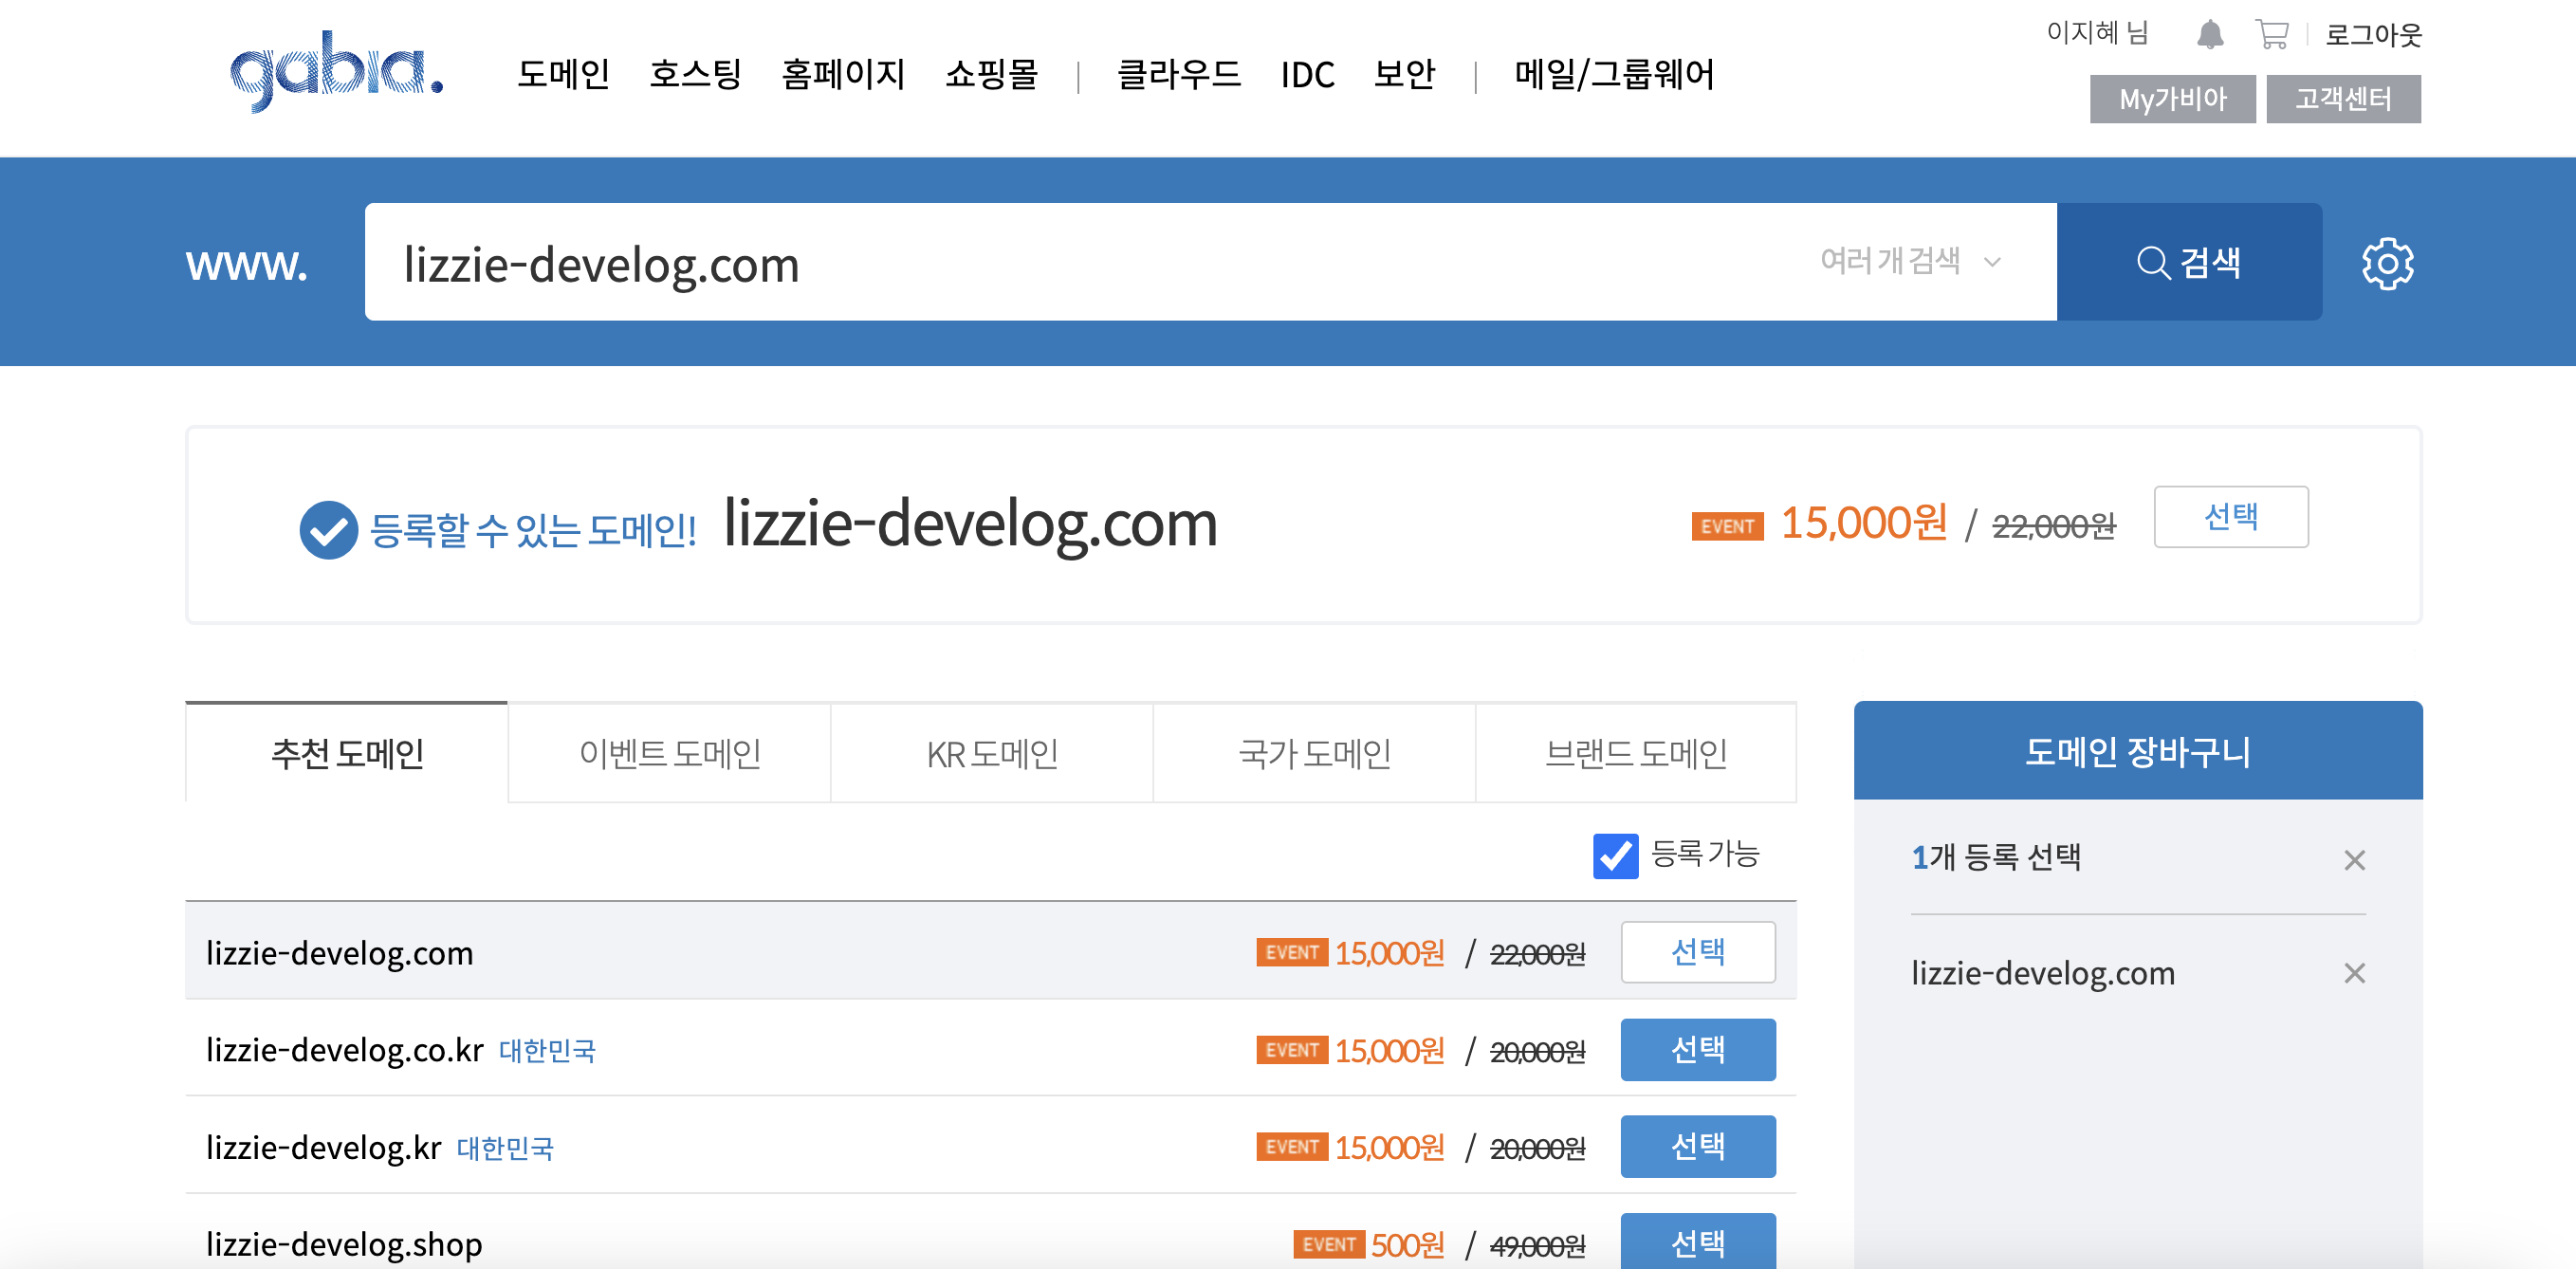 이지혜 님 로그아웃
gabia. 도메인 호스팅 홈페이지 쇼핑몰 | 클라우드 IDC 보안 | 메일/그룹웨어
My가비아 고객센터
www. lizzie-develog.com 여러 개 검색 검색
등록할 수 있는 도메인! lizzie-develog.com EVENT 15,000원 / 22,000원 선택
추천 도메인 이벤트 도메인 KR 도메인 국가 도메인 브랜드 도메인
등록 가능
lizzie-develog.com EVENT 15,000원 / 22,000원 선택
lizzie-develog.co.kr 대한민국 EVENT 15,000원 / 20,000원 선택
lizzie-develog.kr 대한민국 EVENT 15,000원 / 20,000원 선택
lizzie-develog.shop EVENT 500원 / 49,000원 선택
도메인 장바구니
1개 등록 선택
lizzie-develog.com